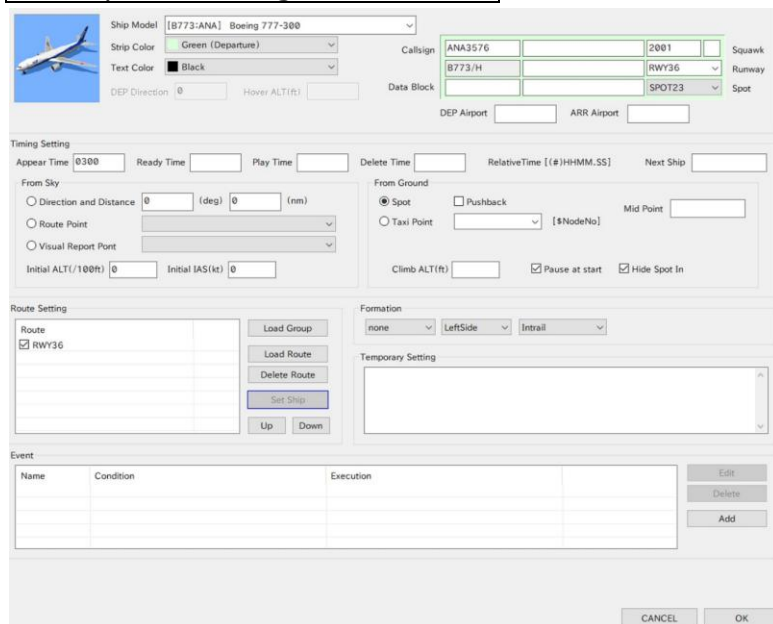 Ship Model [B773:ANA] Boeing 777-300
Strip Color Green (Departure) Callsign ANA3576 2001 Squawk
Text Color Black B773/H RWY36 Runway
DEP Direction 0 Hover ALT(ft) Data Block SPOT23 Spot
DEP Airport ARR Airport
Timing Setting
Appear Time 0300 Ready Time Play Time Delete Time RelativeTime [(#)HHMM.SS] Next Ship
From Sky From Ground
Direction and Distance 0 (deg) 0 (nm) Spot Pushback Mid Point
Route Point Taxi Point [$NodeNo]
Visual Report Pont
Initial ALT(/100ft) 0 Initial IAS(kt) 0 Climb ALT(ft) Pause at start Hide Spot In
Route Setting Formation
Route Load Group none LeftSide Intrail
RWY36
Load Route Temporary Setting
Delete Route
Set Ship
Up Down
Event
Name Condition Execution Edit
Delete
Add
CANCEL OK